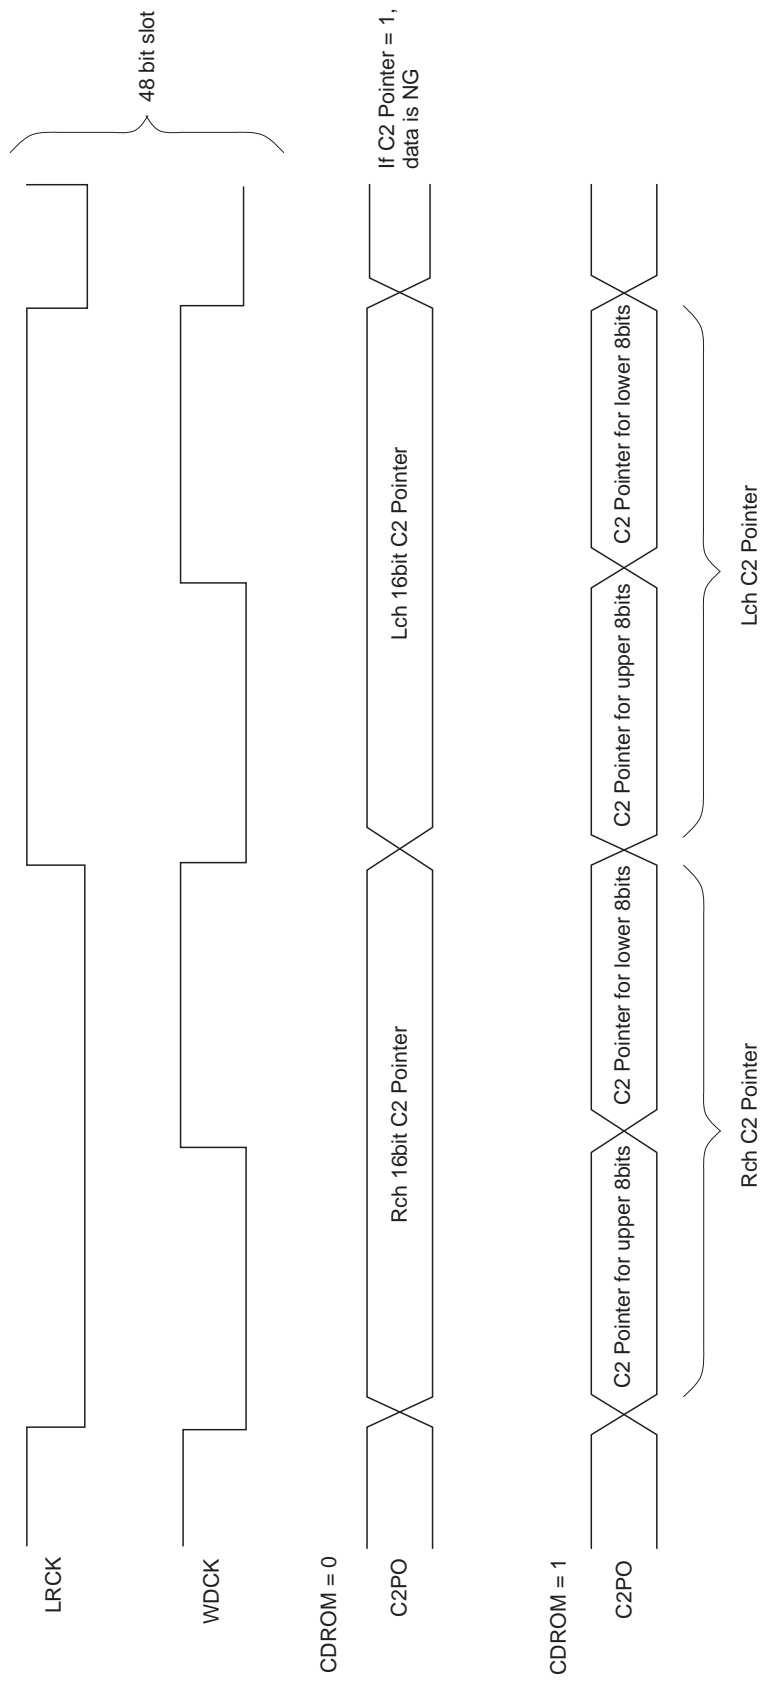 LRCK
48 bit slot
WDCK
CDROM = 0
C2PO
Rch 16bit C2 Pointer
Lch 16bit C2 Pointer
If C2 Pointer = 1,
data is NG
CDROM = 1
C2PO
C2 Pointer for upper 8bits
C2 Pointer for lower 8bits
C2 Pointer for upper 8bits
C2 Pointer for lower 8bits
Rch C2 Pointer
Lch C2 Pointer